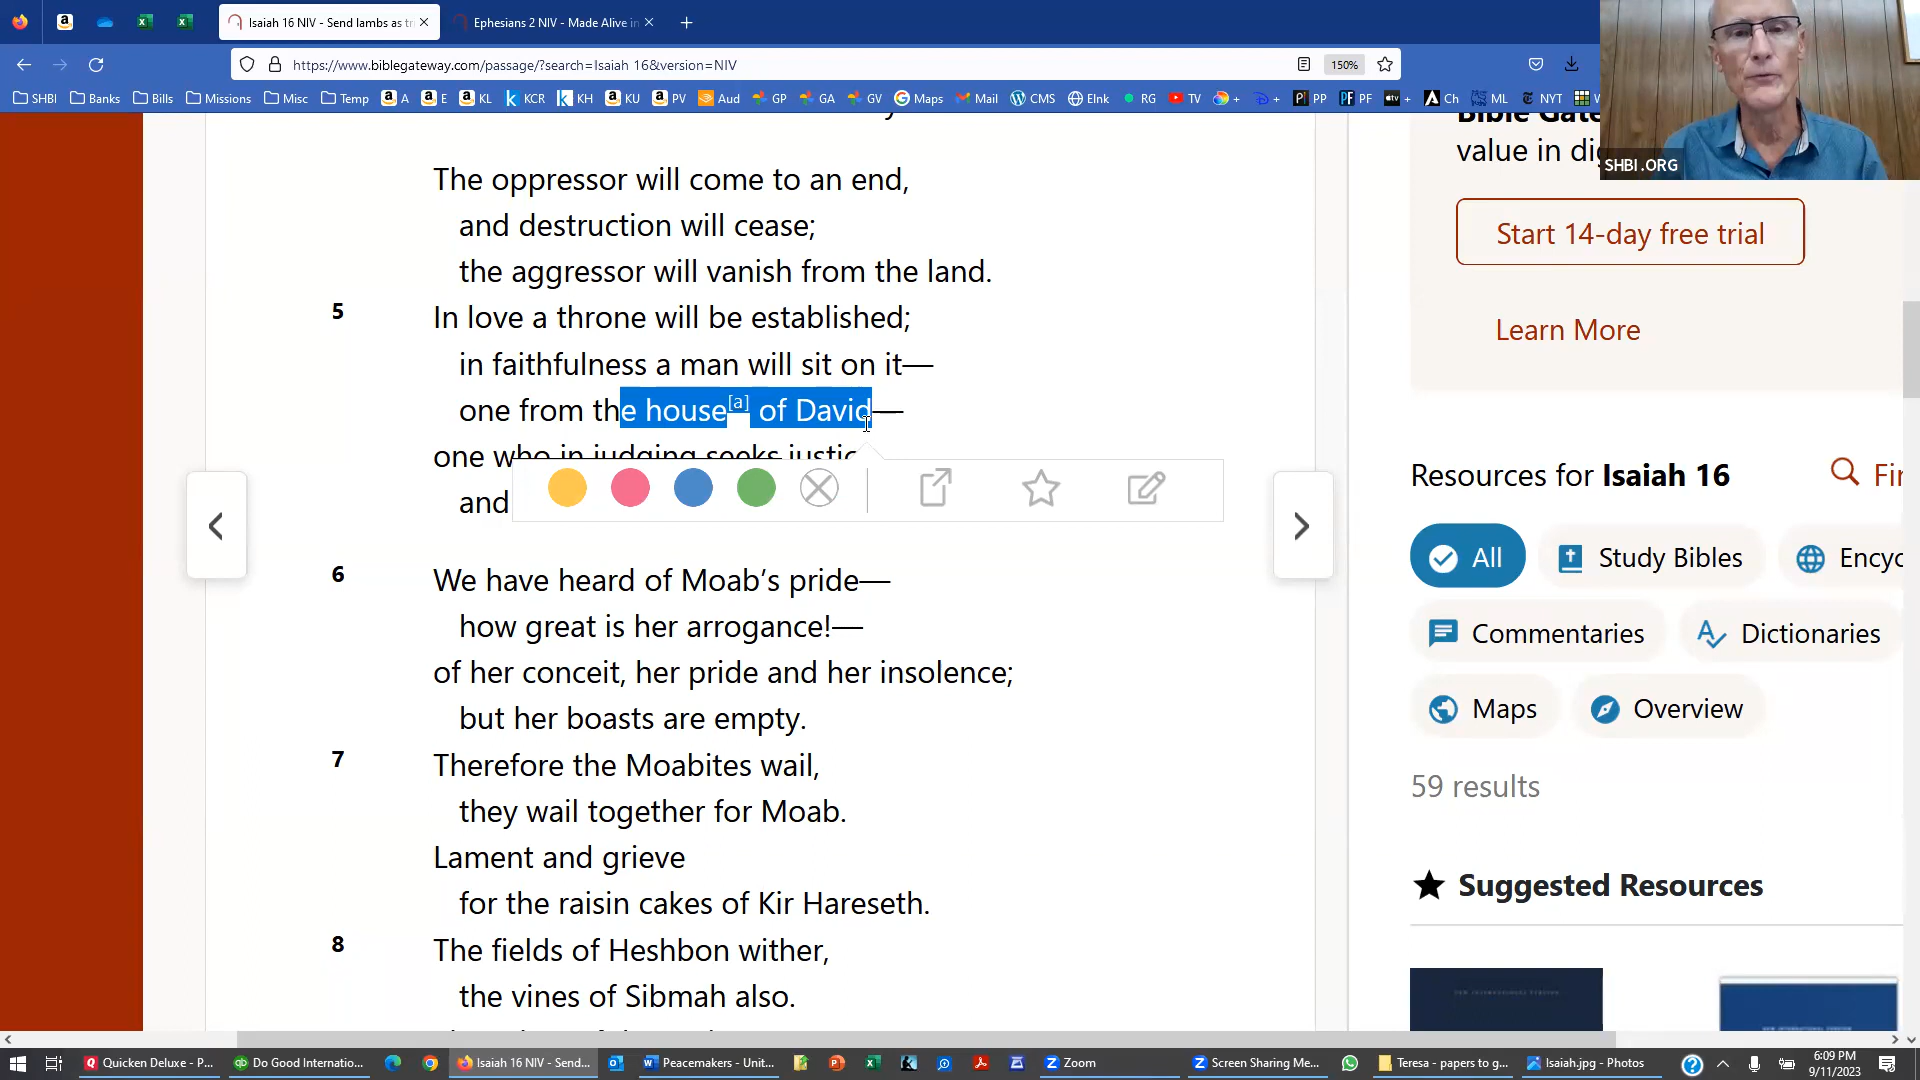 Isaiah 16 NIV - Send lambs as tr
Ephesians 2 NIV - Made Alive in
https://www.biblegateway.com/passage/?search=Isaiah 16&version=NIV
150%
SHBI Banks Bills Missions Misc Temp A E KL KCR KH KU PV Aud GP GA GV Maps Mail CMS EInk RG TV + + PP PF + Ch ML NYT
SHBI.ORG
The oppressor will come to an end,
and destruction will cease;
the aggressor will vanish from the land.
5 In love a throne will be established;
in faithfulness a man will sit on it—
one from the house[a] of David—
one who in judging seeks justic
and
6 We have heard of Moab’s pride—
how great is her arrogance!—
of her conceit, her pride and her insolence;
but her boasts are empty.
7 Therefore the Moabites wail,
they wail together for Moab.
Lament and grieve
for the raisin cakes of Kir Hareseth.
8 The fields of Heshbon wither,
the vines of Sibmah also.
Bible Gate
value in di
Start 14-day free trial
Learn More
Resources for Isaiah 16 Fin
All Study Bibles Encyc
Commentaries Dictionaries
Maps Overview
59 results
Suggested Resources
Quicken Deluxe - P...
Do Good Internatio...
Isaiah 16 NIV - Send...
Peacemakers - Unit...
Zoom
Screen Sharing Me...
Teresa - papers to g...
Isaiah.jpg - Photos
6:09 PM
9/11/2023